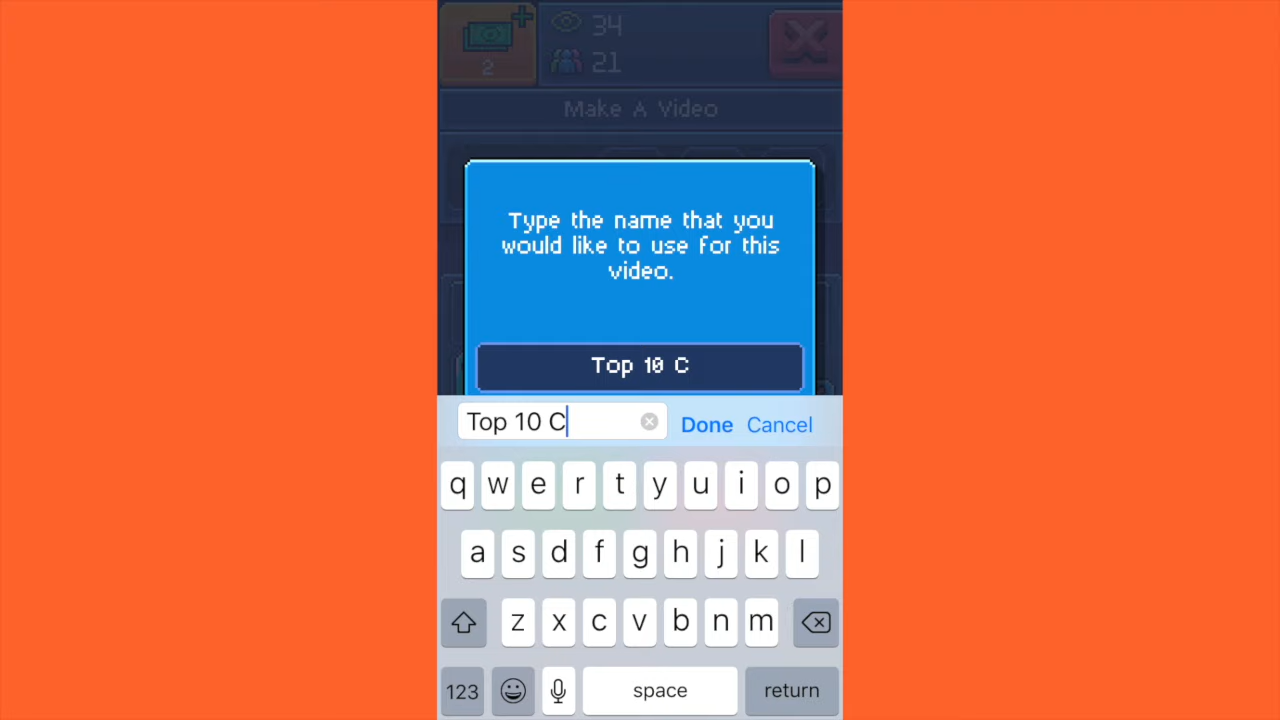 34
2
21
Make A Video
Type the name that you
would like to use for this
video.
Top 10 C
Top 10 C Done Cancel
q w e r t y u i o p
a s d f g h j k l
z x c v b n m
123 space return